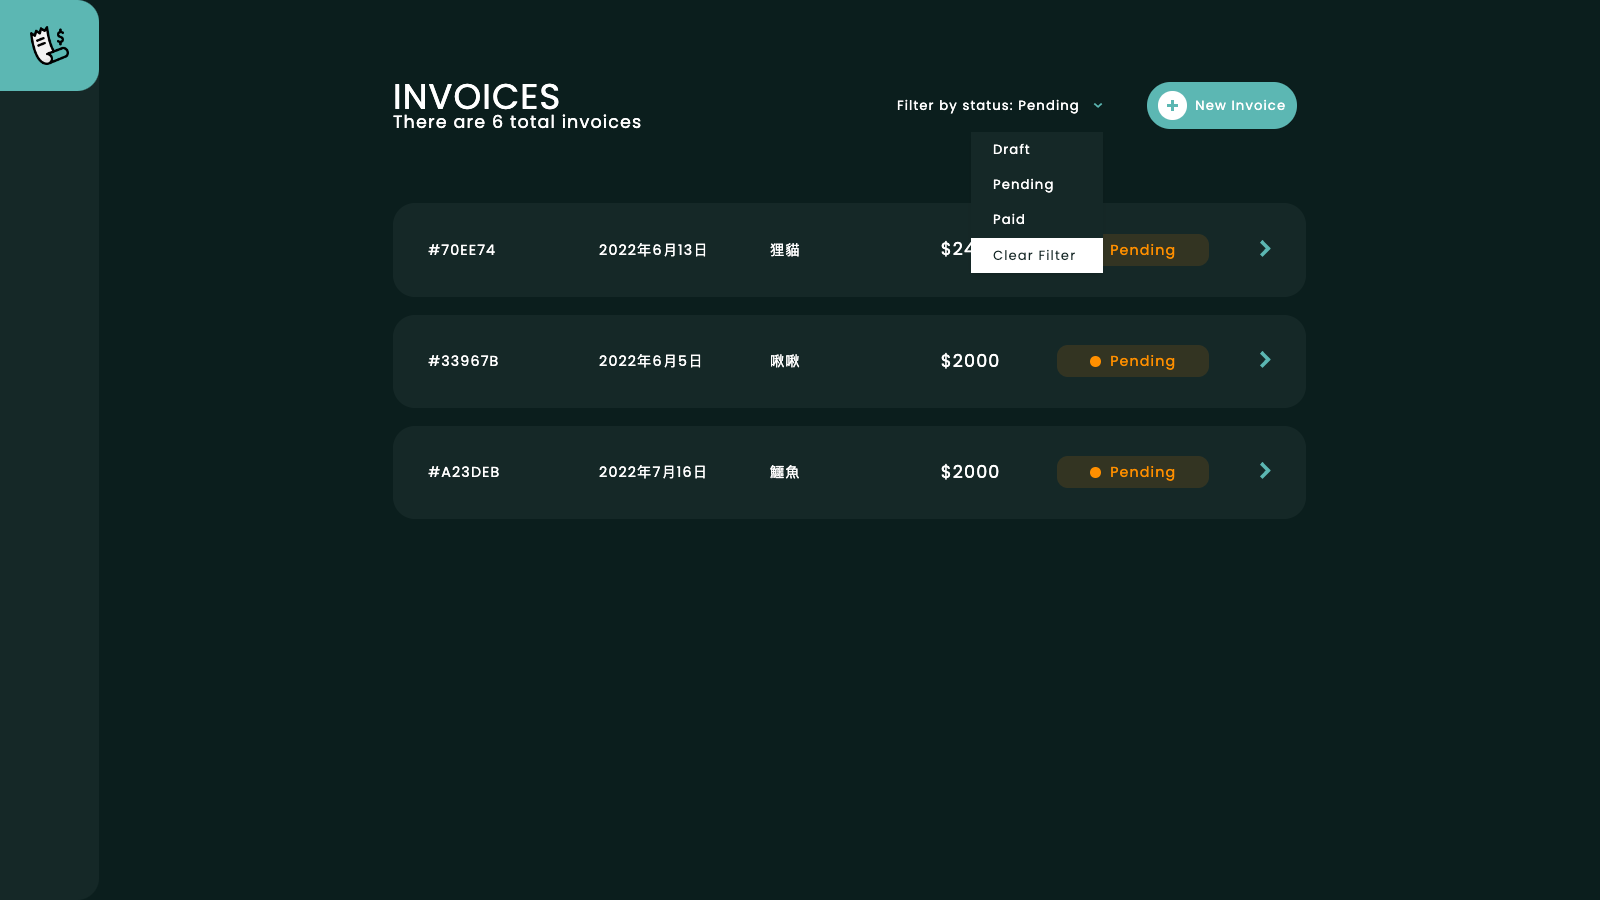 $
INVOICES
There are 6 total invoices
Filter by status: Pending
New Invoice
Draft
Pending
Paid
Clear Filter
#70EE74 2022年6月13日 狸貓 Pending
#33967B 2022年6月5日 啾啾 $2000 Pending
#A23DEB 2022年7月16日 鱷魚 $2000 Pending